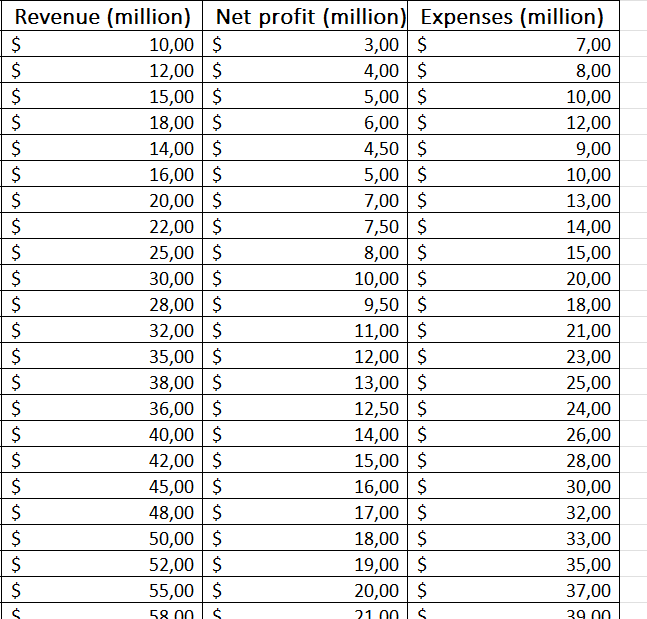 Revenue (million) Net profit (million) Expenses (million)
$ 10,00 $ 3,00 $ 7,00
$ 12,00 $ 4,00 $ 8,00
$ 15,00 $ 5,00 $ 10,00
$ 18,00 $ 6,00 $ 12,00
$ 14,00 $ 4,50 $ 9,00
$ 16,00 $ 5,00 $ 10,00
$ 20,00 $ 7,00 $ 13,00
$ 22,00 $ 7,50 $ 14,00
$ 25,00 $ 8,00 $ 15,00
$ 30,00 $ 10,00 $ 20,00
$ 28,00 $ 9,50 $ 18,00
$ 32,00 $ 11,00 $ 21,00
$ 35,00 $ 12,00 $ 23,00
$ 38,00 $ 13,00 $ 25,00
$ 36,00 $ 12,50 $ 24,00
$ 40,00 $ 14,00 $ 26,00
$ 42,00 $ 15,00 $ 28,00
$ 45,00 $ 16,00 $ 30,00
$ 48,00 $ 17,00 $ 32,00
$ 50,00 $ 18,00 $ 33,00
$ 52,00 $ 19,00 $ 35,00
$ 55,00 $ 20,00 $ 37,00
$ 58,00 $ 21,00 $ 39,00